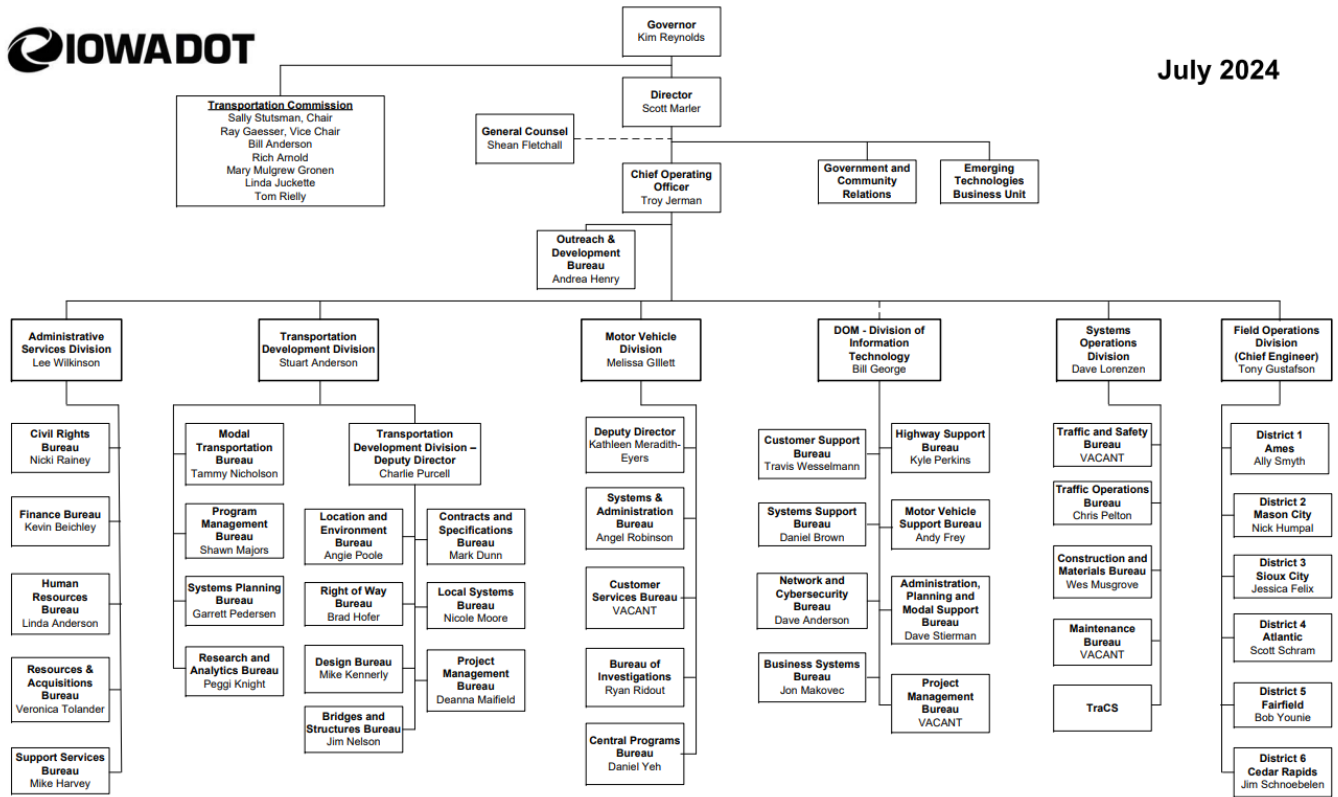 IOWADOT
July 2024
Governor
Kim Reynolds
Transportation Commission
Sally Stutsman, Chair
Ray Gaesser, Vice Chair
Bill Anderson
Rich Arnold
Mary Mulgrew Gronen
Linda Juckette
Tom Rielly
Director
Scott Marler
General Counsel
Shean Fletchall
Chief Operating
Officer
Troy Jerman
Government and
Community
Relations
Emerging
Technologies
Business Unit
Outreach &
Development
Bureau
Andrea Henry
Administrative
Services Division
Lee Wilkinson
Civil Rights
Bureau
Nicki Rainey
Finance Bureau
Kevin Beichley
Human
Resources
Bureau
Linda Anderson
Resources &
Acquisitions
Bureau
Veronica Tolander
Support Services
Bureau
Mike Harvey
Transportation
Development Division
Stuart Anderson
Modal
Transportation
Bureau
Tammy Nicholson
Program
Management
Bureau
Shawn Majors
Systems Planning
Bureau
Garrett Pedersen
Research and
Analytics Bureau
Peggi Knight
Transportation
Development Division –
Deputy Director
Charlie Purcell
Location and
Environment
Bureau
Angie Poole
Contracts and
Specifications
Bureau
Mark Dunn
Right of Way
Bureau
Brad Hofer
Local Systems
Bureau
Nicole Moore
Design Bureau
Mike Kennerly
Project
Management
Bureau
Deanna Maifield
Bridges and
Structures Bureau
Jim Nelson
Motor Vehicle
Division
Melissa GIllett
Deputy Director
Kathleen Meradith-
Eyers
Systems &
Administration
Bureau
Angel Robinson
Customer
Services Bureau
VACANT
Bureau of
Investigations
Ryan Ridout
Central Programs
Bureau
Daniel Yeh
DOM - Division of
Information
Technology
Bill George
Customer Support
Bureau
Travis Wesselmann
Highway Support
Bureau
Kyle Perkins
Systems Support
Bureau
Daniel Brown
Motor Vehicle
Support Bureau
Andy Frey
Network and
Cybersecurity
Bureau
Dave Anderson
Administration,
Planning and
Modal Support
Bureau
Dave Stierman
Business Systems
Bureau
Jon Makovec
Project
Management
Bureau
VACANT
Systems
Operations
Division
Dave Lorenzen
Traffic and Safety
Bureau
VACANT
Traffic Operations
Bureau
Chris Pelton
Construction and
Materials Bureau
Wes Musgrove
Maintenance
Bureau
VACANT
TraCS
Field Operations
Division
(Chief Engineer)
Tony Gustafson
District 1
Ames
Ally Smyth
District 2
Mason City
Nick Humpal
District 3
Sioux City
Jessica Felix
District 4
Atlantic
Scott Schram
District 5
Fairfield
Bob Younie
District 6
Cedar Rapids
Jim Schnoebelen